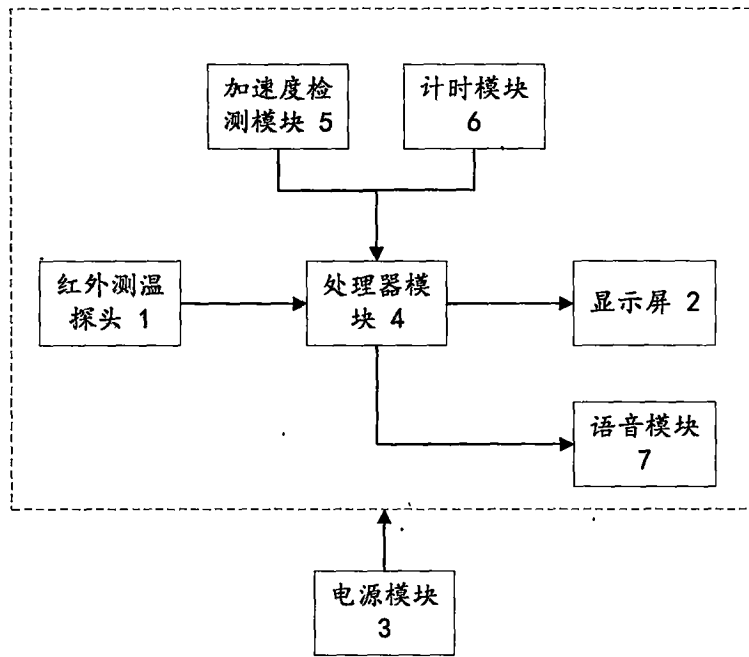 加速度检
测模块 5
计时模块
6
红外测温
探头 1
处理器模
块 4
显示屏 2
语音模块
7
电源模块
3